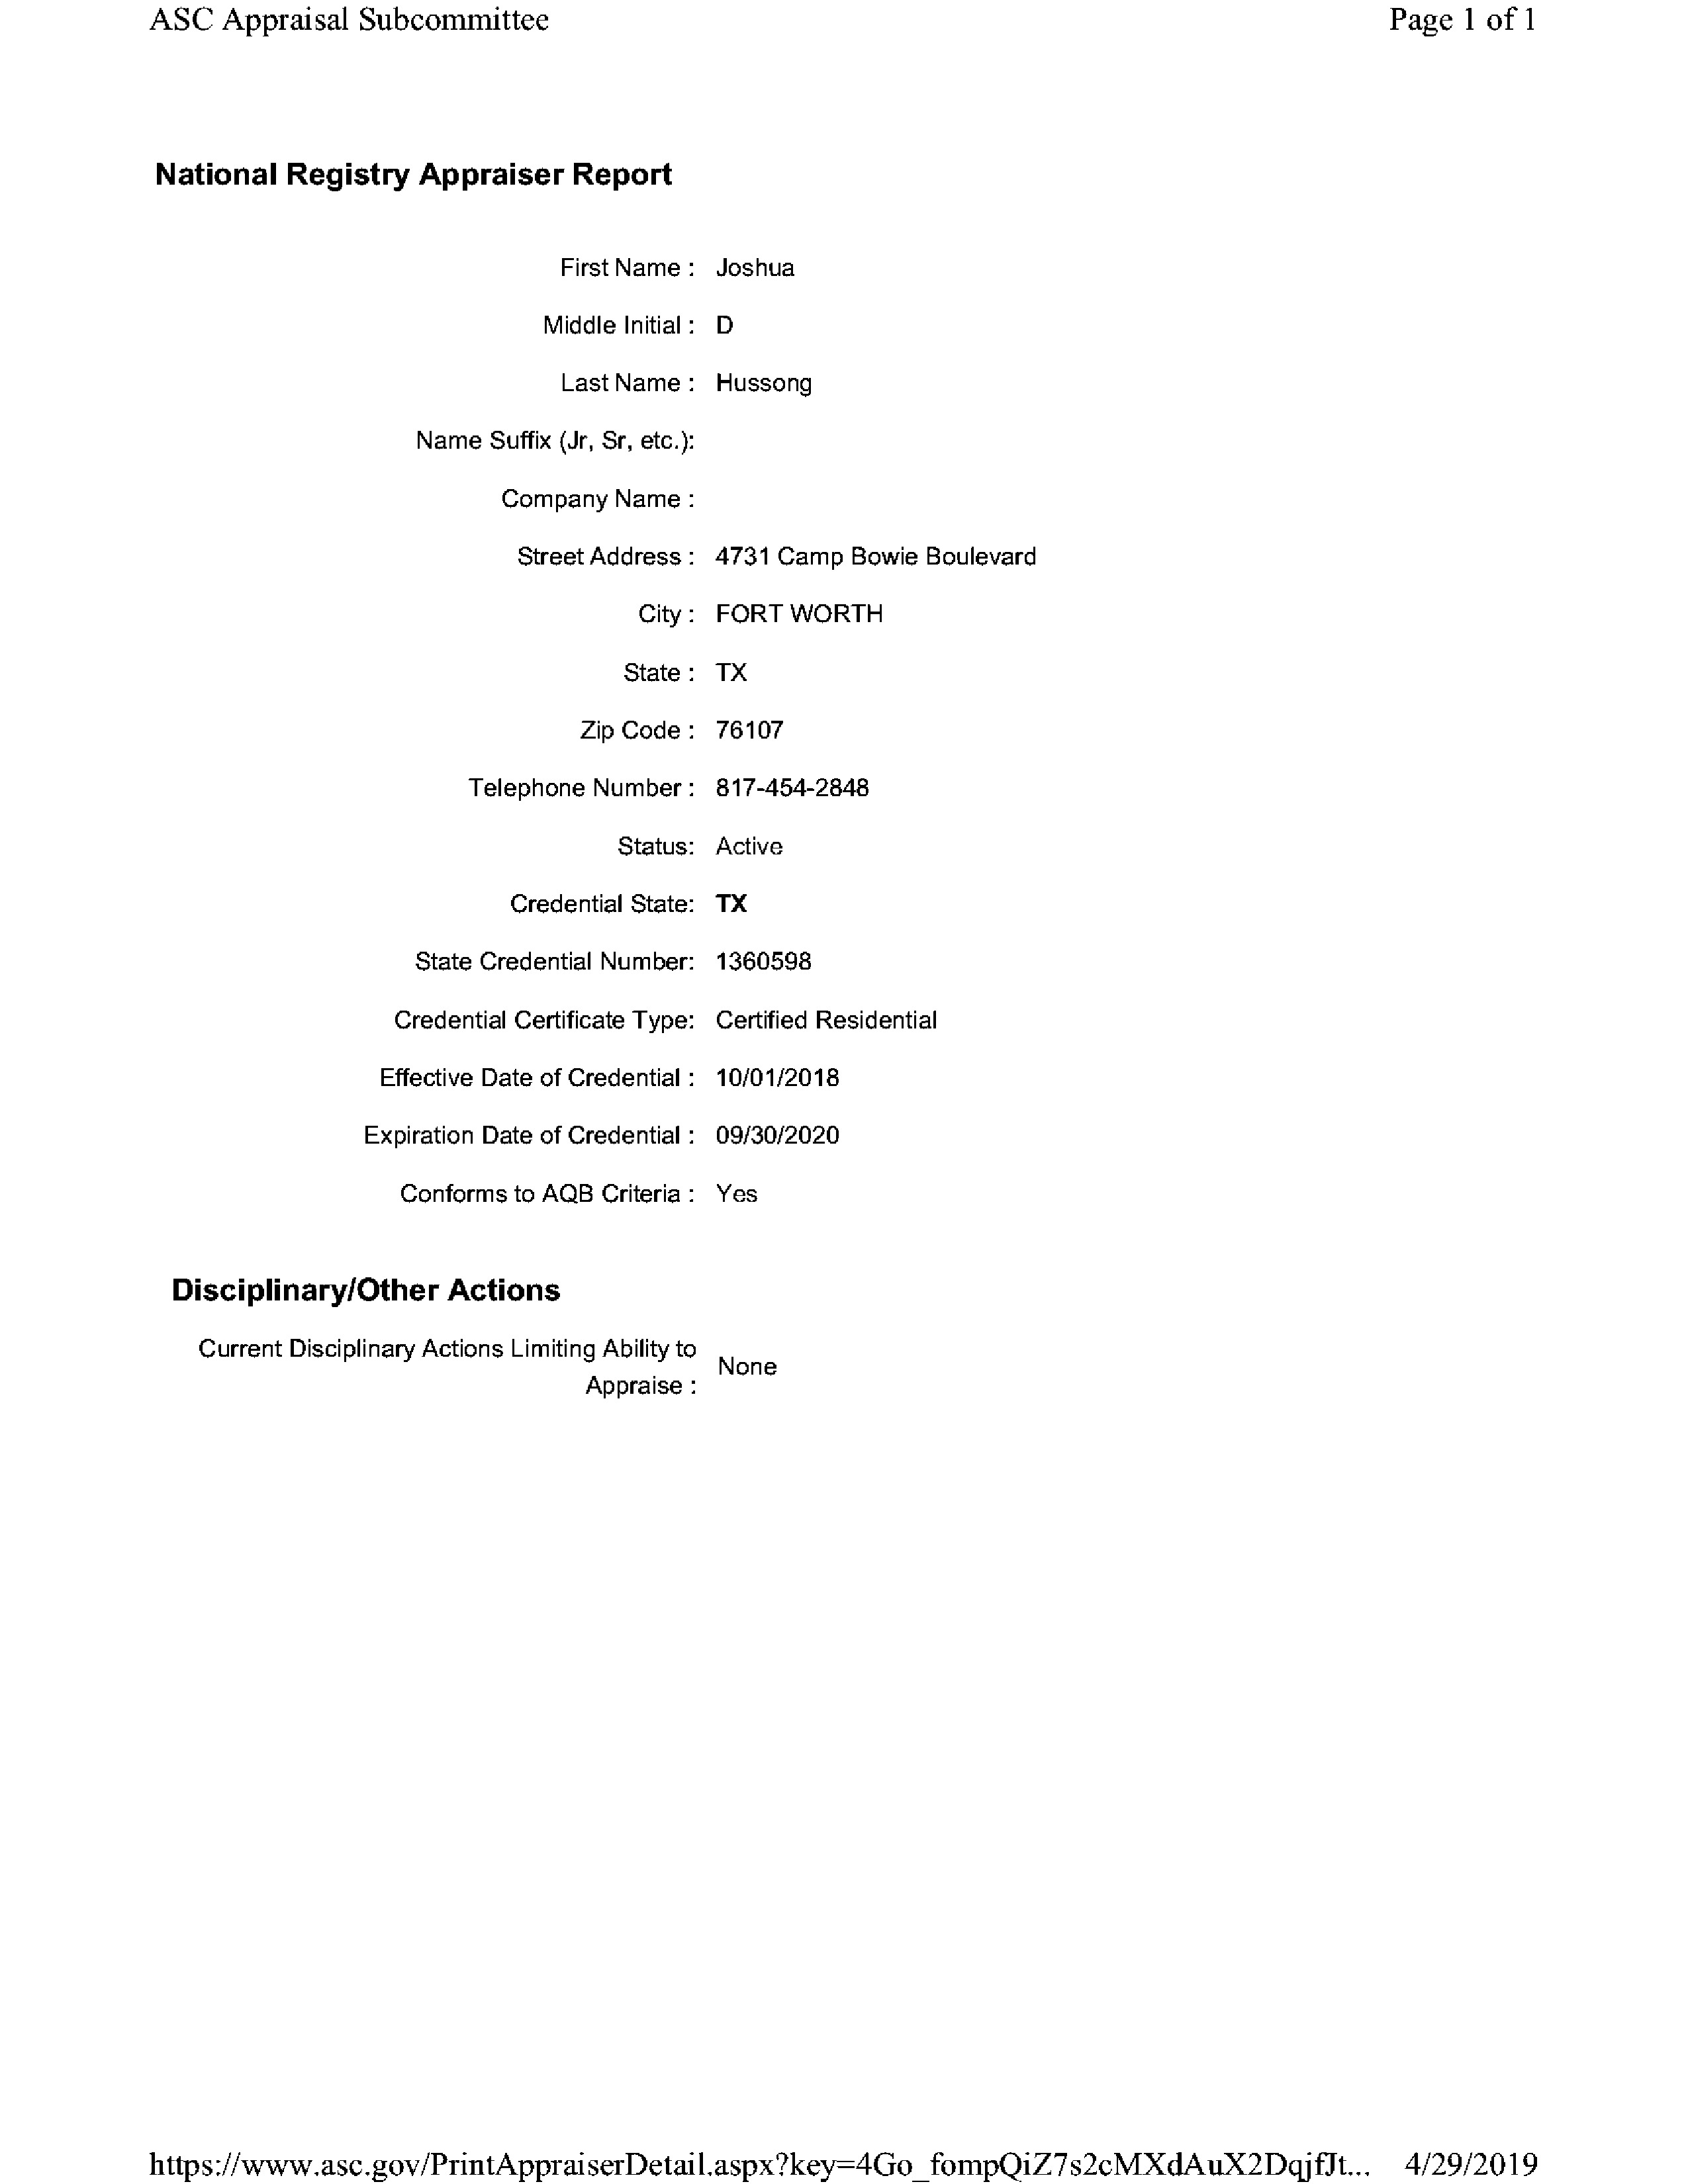 ASC Appraisal Subcommittee Page 1 of 1
National Registry Appraiser Report
First Name : Joshua
Middle Initial : D
Last Name : Hussong
Name Suffix (Jr, Sr, etc.):
Company Name :
Street Address : 4731 Camp Bowie Boulevard
City : FORT WORTH
State : TX
Zip Code : 76107
Telephone Number : 817-454-2848
Status: Active
Credential State: TX
State Credential Number: 1360598
Credential Certificate Type: Certified Residential
Effective Date of Credential : 10/01/2018
Expiration Date of Credential : 09/30/2020
Conforms to AQB Criteria : Yes
Disciplinary/Other Actions
Current Disciplinary Actions Limiting Ability to
Appraise : None
https://www.asc.gov/PrintAppraiserDetail.aspx?key=4Go_fompQiZ7s2cMXdAuX2DqjfJt... 4/29/2019